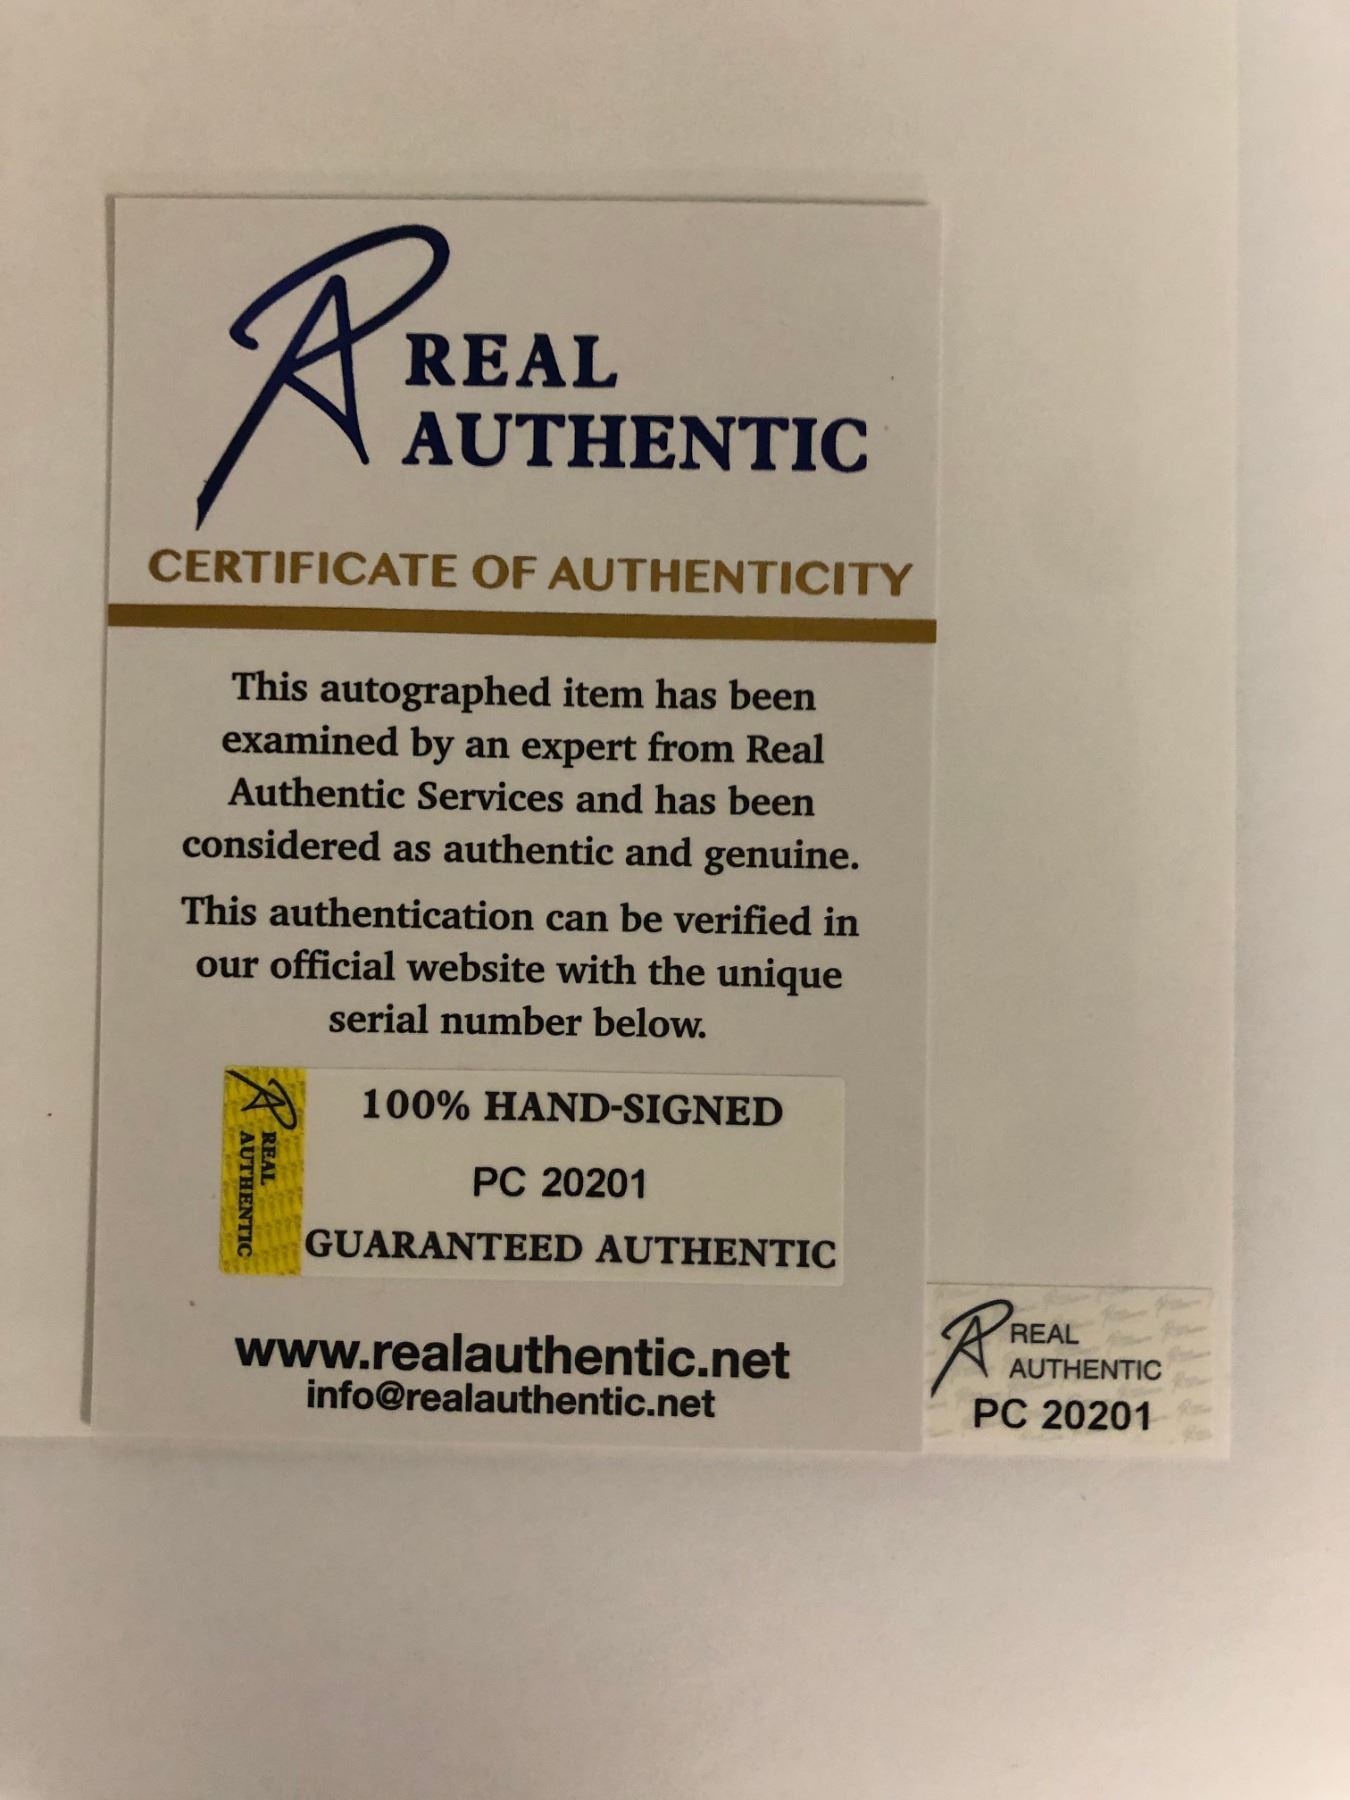 REAL
AUTHENTIC
CERTIFICATE OF AUTHENTICITY
This autographed item has been
examined by an expert from Real
Authentic Services and has been
considered as authentic and genuine.
This authentication can be verified in
our official website with the unique
serial number below.
REAL
AUTHENTIC
100% HAND-SIGNED
PC 20201
GUARANTEED AUTHENTIC
www.realauthentic.net
info@realauthentic.net
REAL
AUTHENTIC
PC 20201